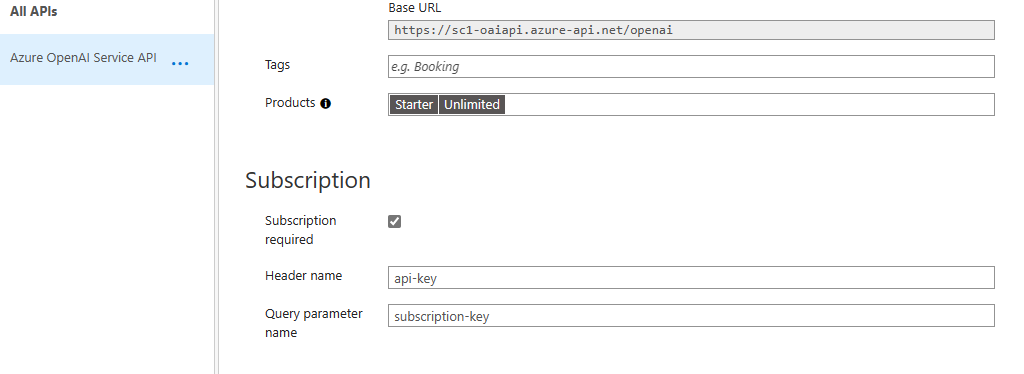 All APIs
Azure OpenAI Service API ...
Base URL
https://sc1-oaiapi.azure-api.net/openai
Tags
e.g. Booking
Products
Starter Unlimited
Subscription
Subscription
required
Header name
api-key
Query parameter
name
subscription-key